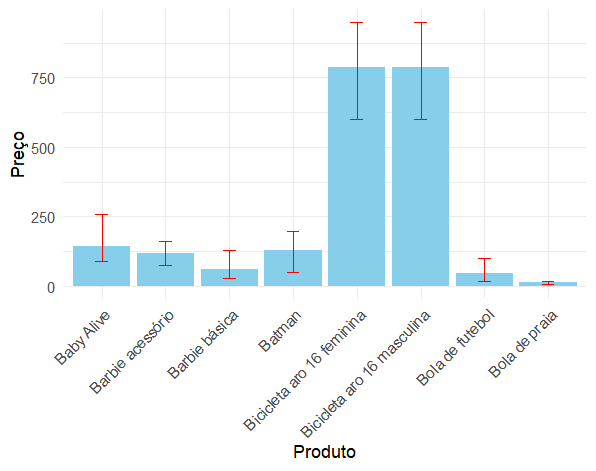 Preço
750
500
250
0
Baby Alive
Barbie acessório
Barbie básica
Batman
Bicicleta aro 16 feminina
Bicicleta aro 16 masculina
Bola de futebol
Bola de praia
Produto